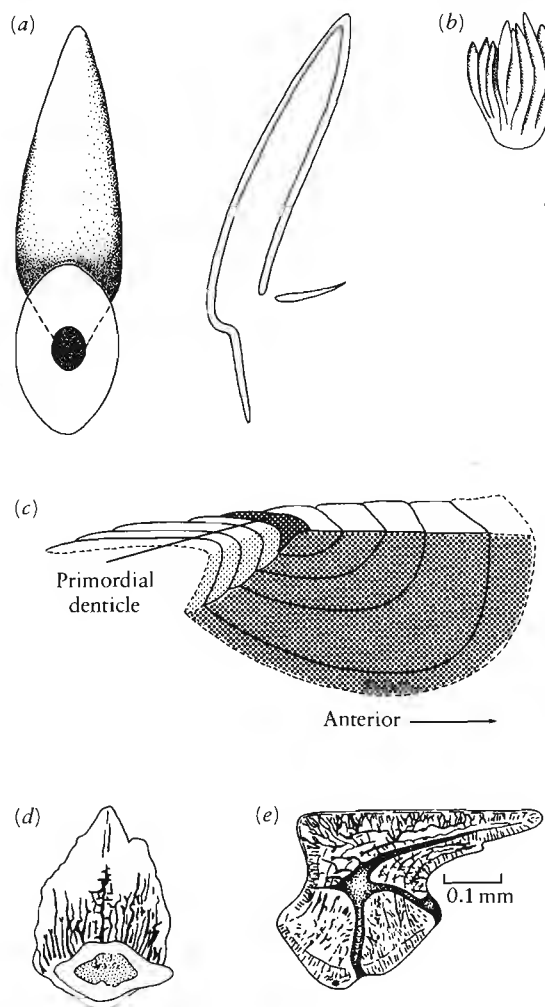 (a)
(b)
(c)
Primordial
denticle
Anterior
(d)
(e)
0.1 mm